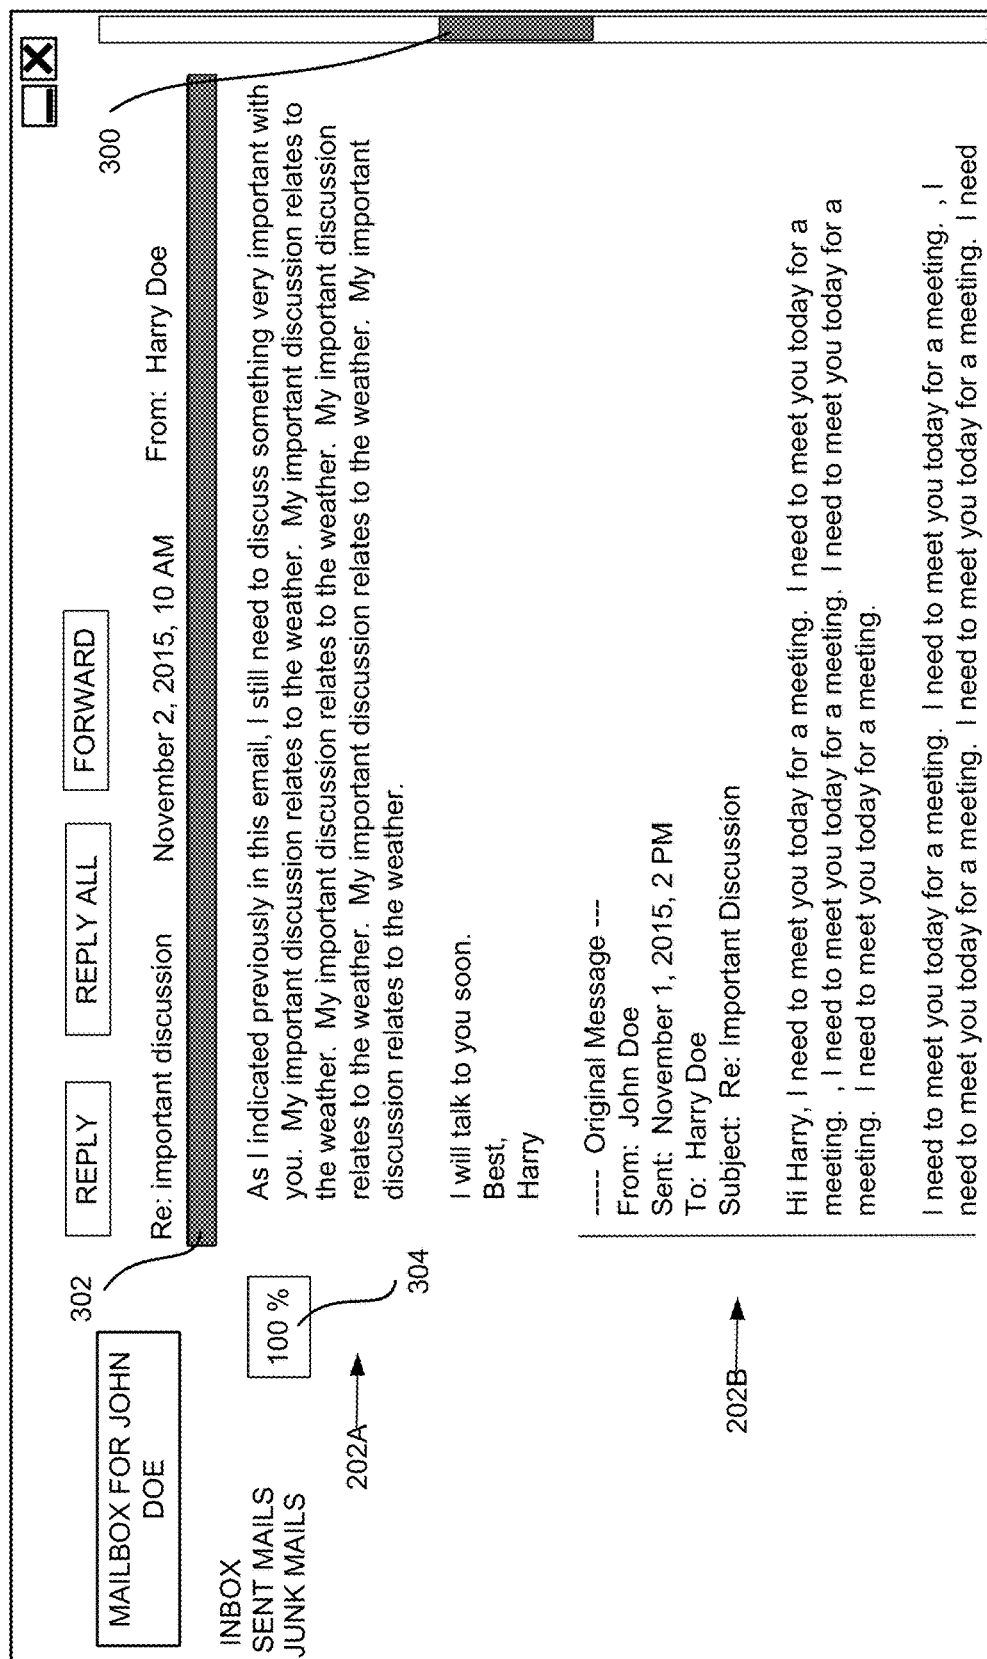 300
REPLY
REPLY ALL
FORWARD
302
MAILBOX FOR JOHN
DOE
Re: important discussion November 2, 2015, 10 AM From: Harry Doe
INBOX
SENT MAILS
JUNK MAILS
100 %
304
202A
As I indicated previously in this email, I still need to discuss something very important with
you. My important discussion relates to the weather. My important discussion relates to
the weather. My important discussion relates to the weather. My important discussion
relates to the weather. My important discussion relates to the weather. My important
discussion relates to the weather.
I will talk to you soon.
Best,
Harry
202B
----- Original Message ---
From: John Doe
Sent: November 1, 2015, 2 PM
To: Harry Doe
Subject: Re: Important Discussion
Hi Harry, I need to meet you today for a meeting. I need to meet you today for a
meeting. , I need to meet you today for a meeting. I need to meet you today for a
meeting. I need to meet you today for a meeting.
I need to meet you today for a meeting. I need to meet you today for a meeting. , I
need to meet you today for a meeting. I need to meet you today for a meeting. I need